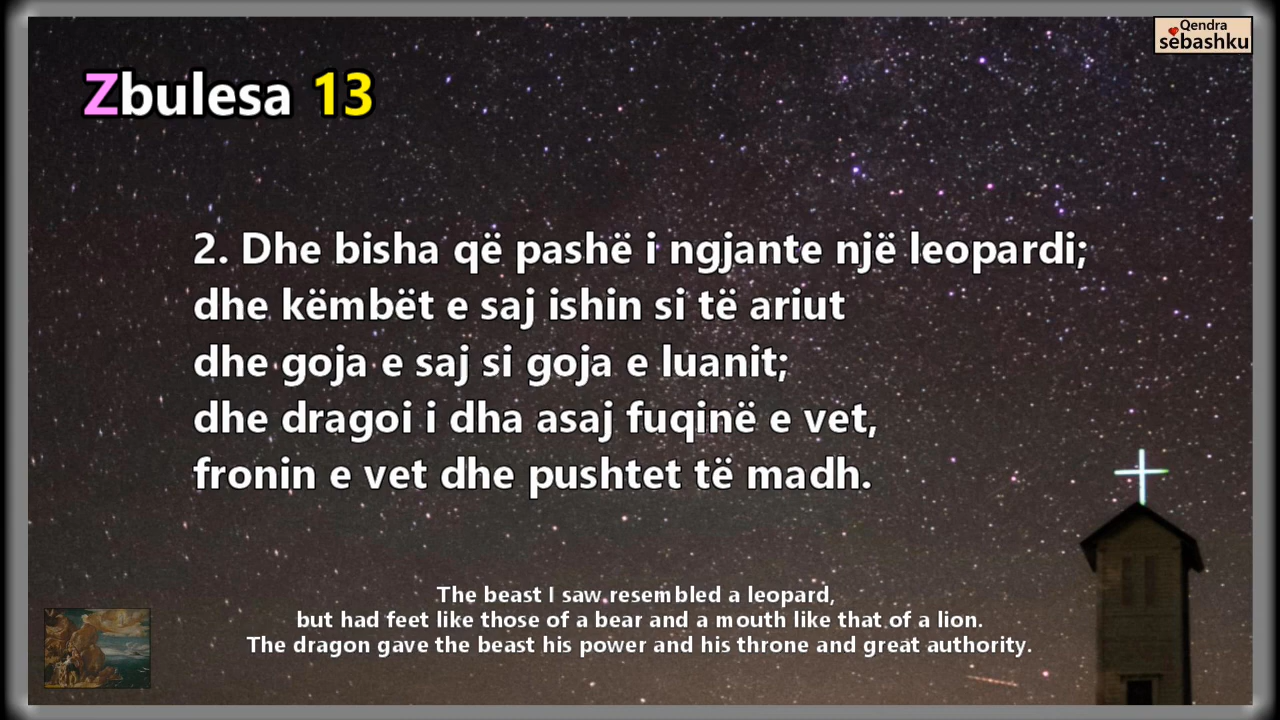 Qendra
sebashku
Zbulesa 13
2. Dhe bisha që pashë i ngjante një leopardi;
dhe këmbët e saj ishin si të ariut
dhe goja e saj si goja e luanit;
dhe dragoi i dha asaj fuqinë e vet,
fronin e vet dhe pushtet të madh.
The beast I saw resembled a leopard,
but had feet like those of a bear and a mouth like that of a lion.
The dragon gave the beast his power and his throne and great authority.